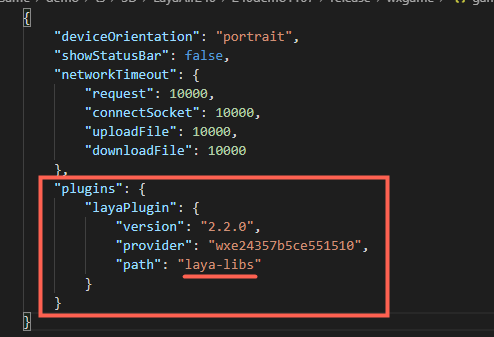 {
"deviceOrientation": "portrait",
"showStatusBar": false,
"networkTimeout": {
"request": 10000,
"connectSocket": 10000,
"uploadFile": 10000,
"downloadFile": 10000
},
"plugins": {
"layaPlugin": {
"version": "2.2.0",
"provider": "wxe24357b5ce551510",
"path": "laya-libs"
}
}
}